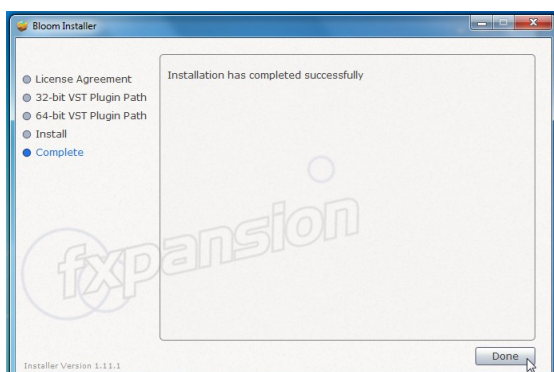 Bloom Installer
License Agreement
32-bit VST Plugin Path
64-bit VST Plugin Path
Install
Complete
Installation has completed successfully
fxpansion
Done
Installer Version 1.11.1